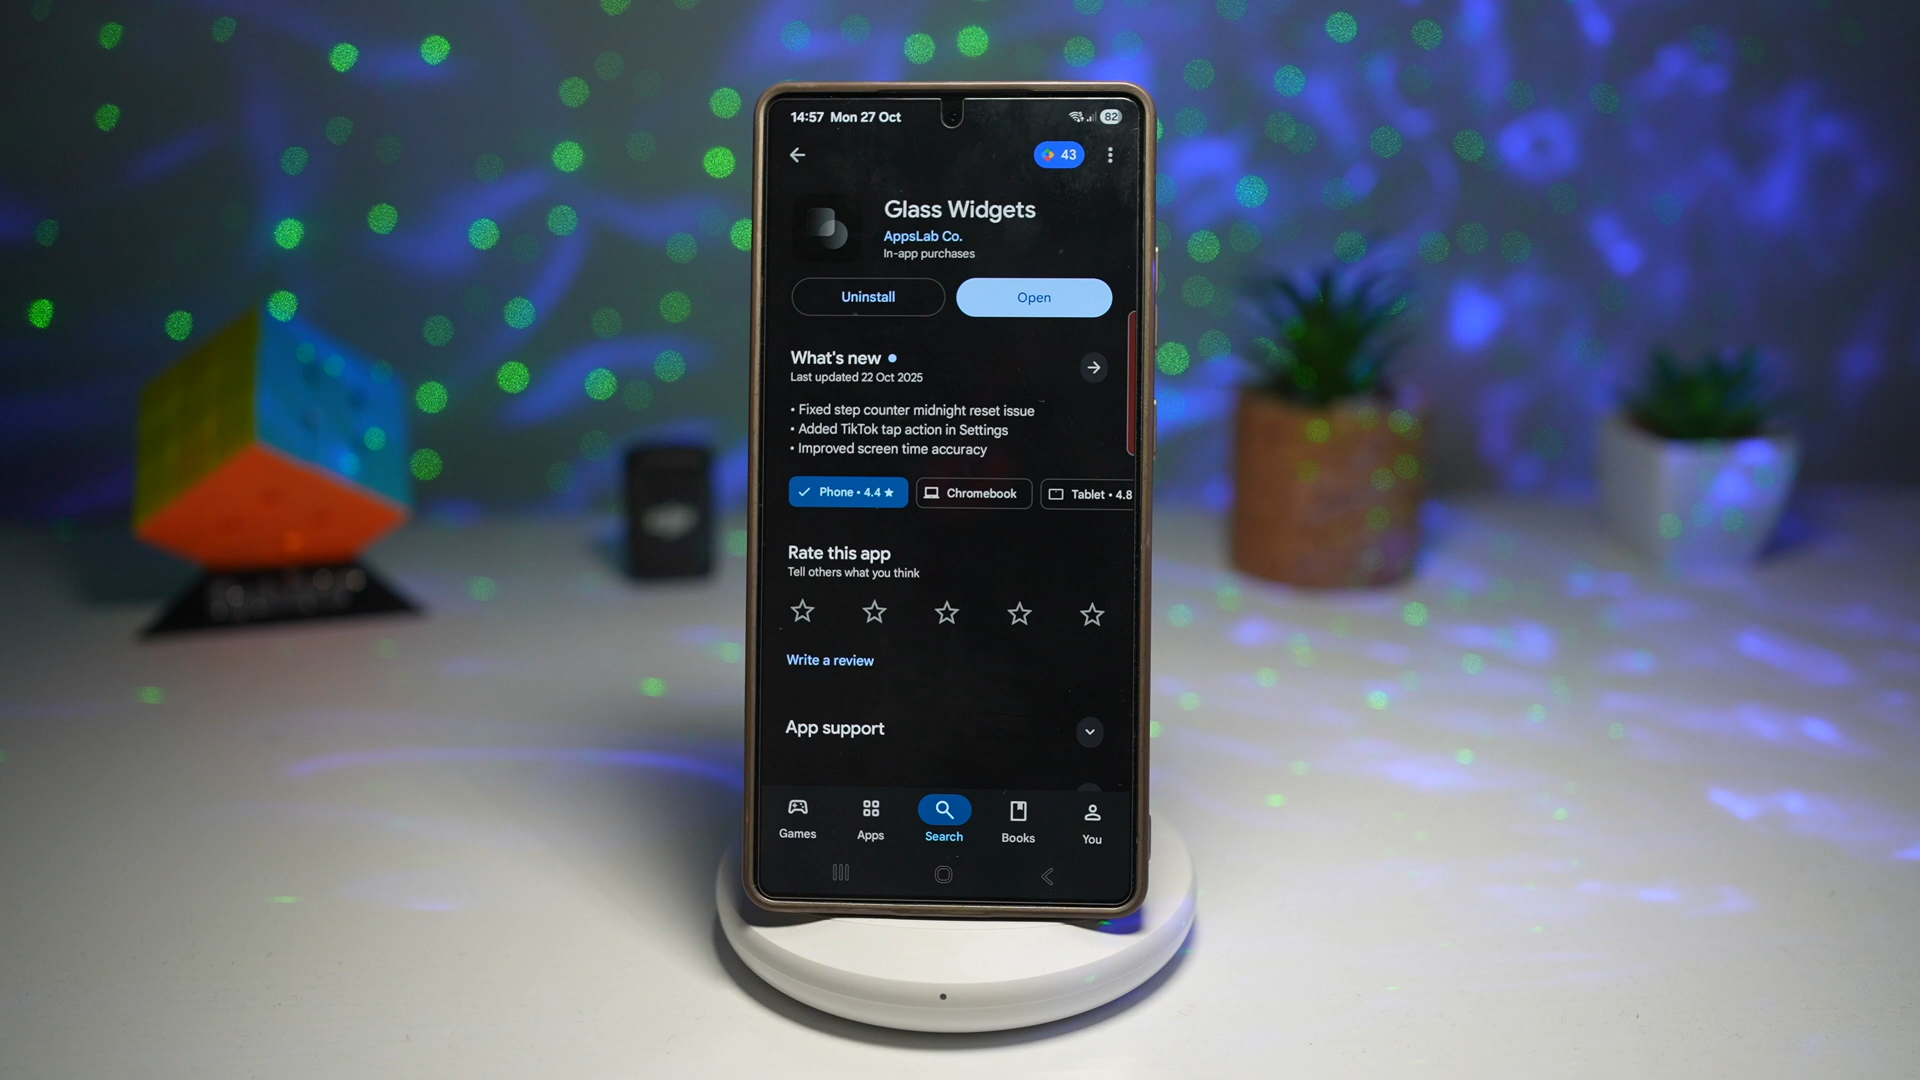 14:57 Mon 27 Oct 82
43
Glass Widgets
AppsLab Co.
In-app purchases
Uninstall Open
What's new
Last updated 22 Oct 2025
• Fixed step counter midnight reset issue
• Added TikTok tap action in Settings
• Improved screen time accuracy
Phone • 4.4 ★ Chromebook Tablet • 4.8
Rate this app
Tell others what you think
Write a review
App support
Games Apps Search Books You